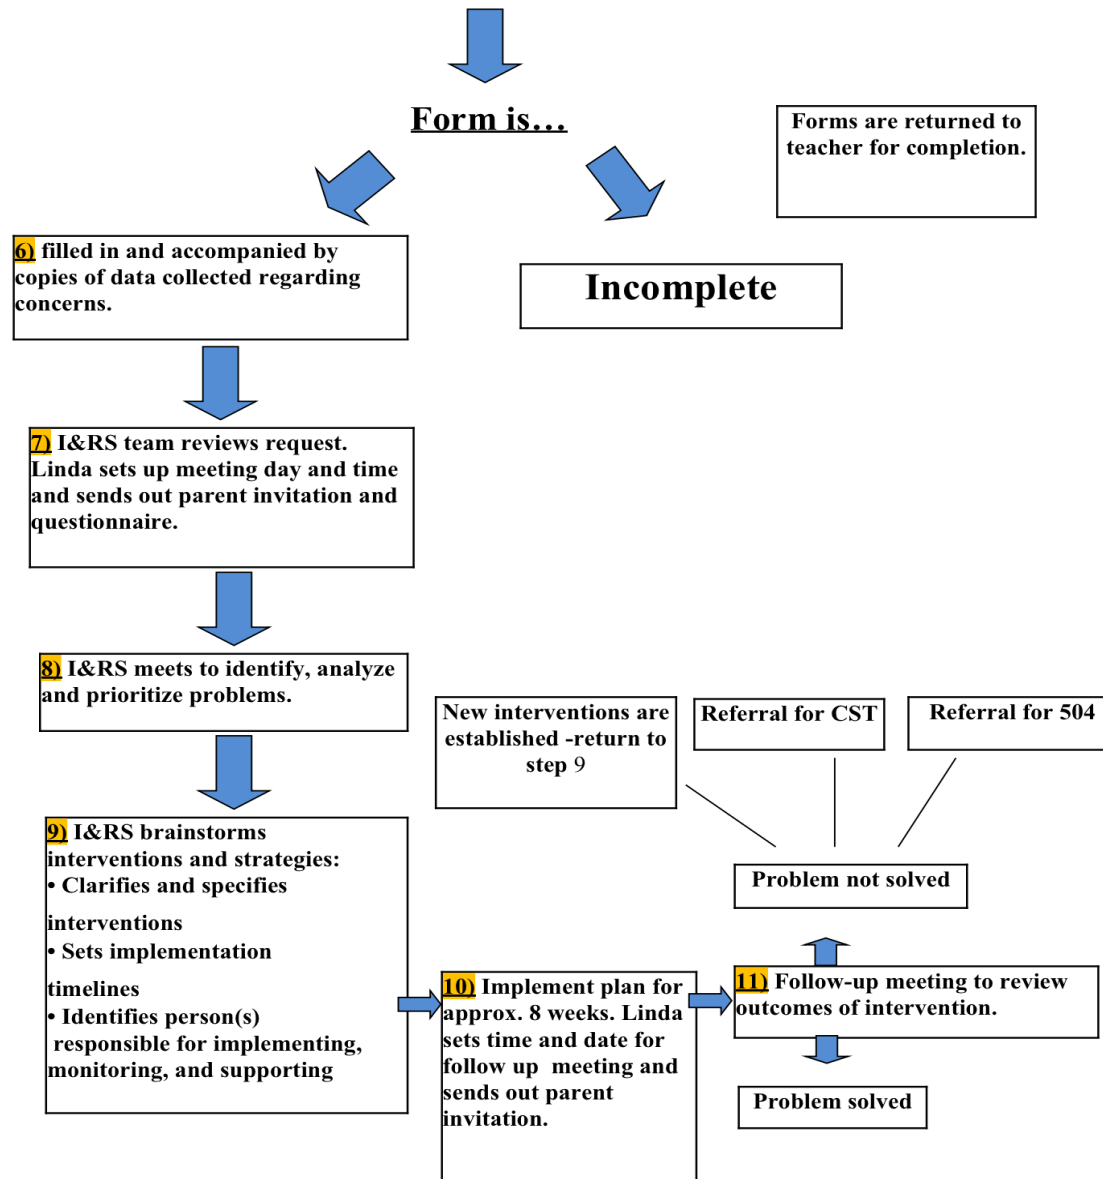 Form is…
Forms are returned to
teacher for completion.
6) filled in and accompanied by
copies of data collected regarding
concerns.
Incomplete
7) I&RS team reviews request.
Linda sets up meeting day and time
and sends out parent invitation and
questionnaire.
8) I&RS meets to identify, analyze
and prioritize problems.
New interventions are
established -return to
step 9
Referral for CST
Referral for 504
9) I&RS brainstorms
interventions and strategies:
• Clarifies and specifies
interventions
• Sets implementation
timelines
• Identifies person(s)
responsible for implementing,
monitoring, and supporting
Problem not solved
10) Implement plan for
approx. 8 weeks. Linda
sets time and date for
follow up  meeting and
sends out parent
invitation.
11) Follow-up meeting to review
outcomes of intervention.
Problem solved